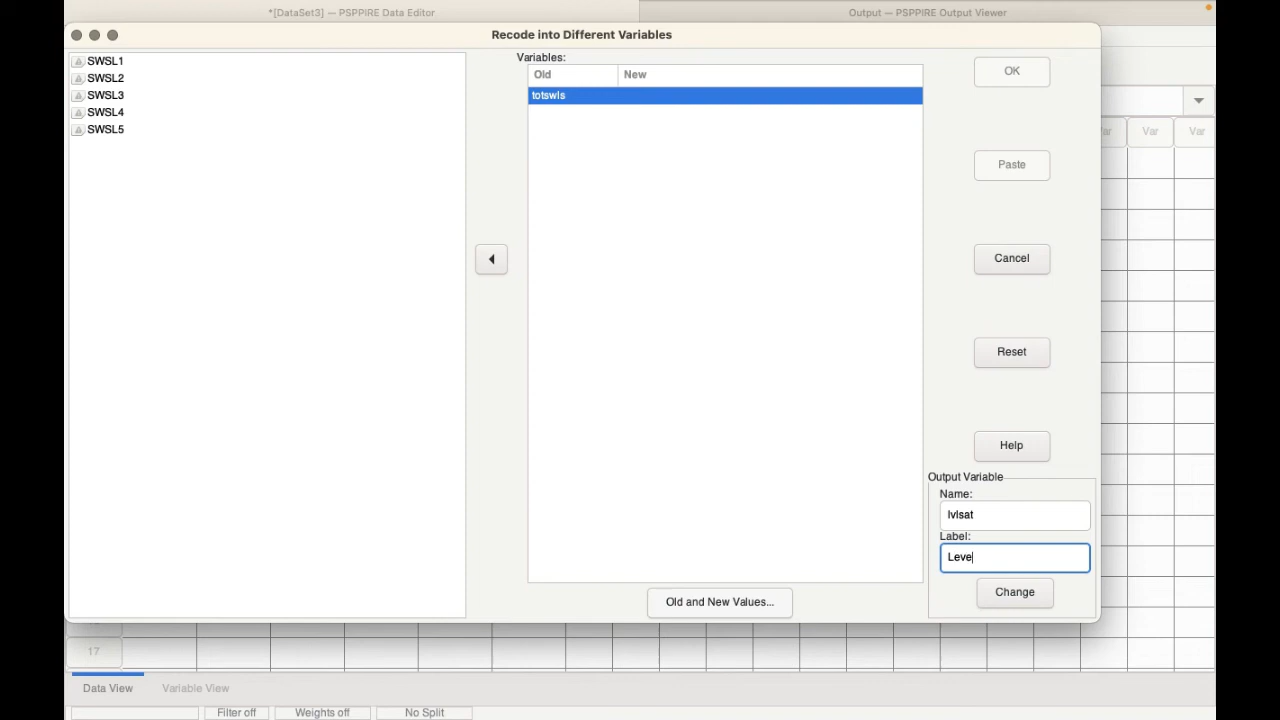 *[DataSet3] — PSPPIRE Data Editor
Output — PSPPIRE Output Viewer
Recode into Different Variables
SWSL1
SWSL2
SWSL3
SWSL4
SWSL5
Variables:
Old New
totswls
OK
Paste
Cancel
Reset
Help
Output Variable
Name:
lvlsat
Label:
Leve
Change
Old and New Values...
Var Var
17
Data View Variable View
Filter off Weights off No Split